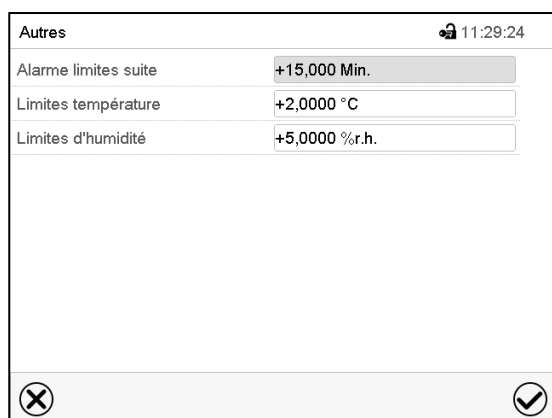 Autres 11:29:24
Alarme limites suite +15,000 Min.
Limites température +2,0000 °C
Limites d'humidité +5,0000 %r.h.